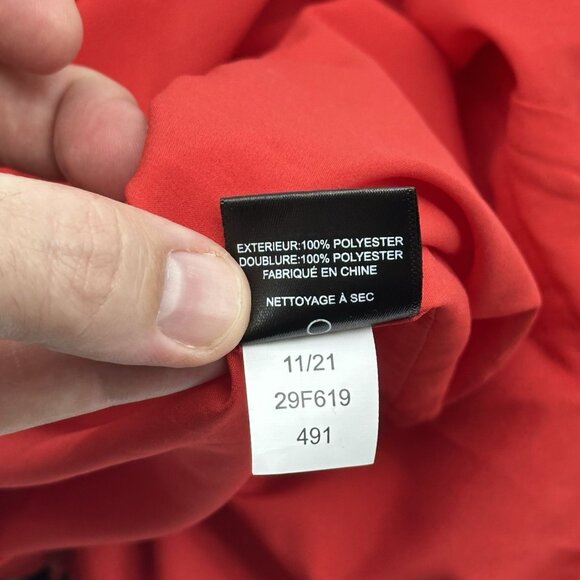 EXTERIEUR:100% POLYESTER
DOUBLURE:100% POLYESTER
FABRIQUÉ EN CHINE
NETTOYAGE À SEC
11/21
29F619
491